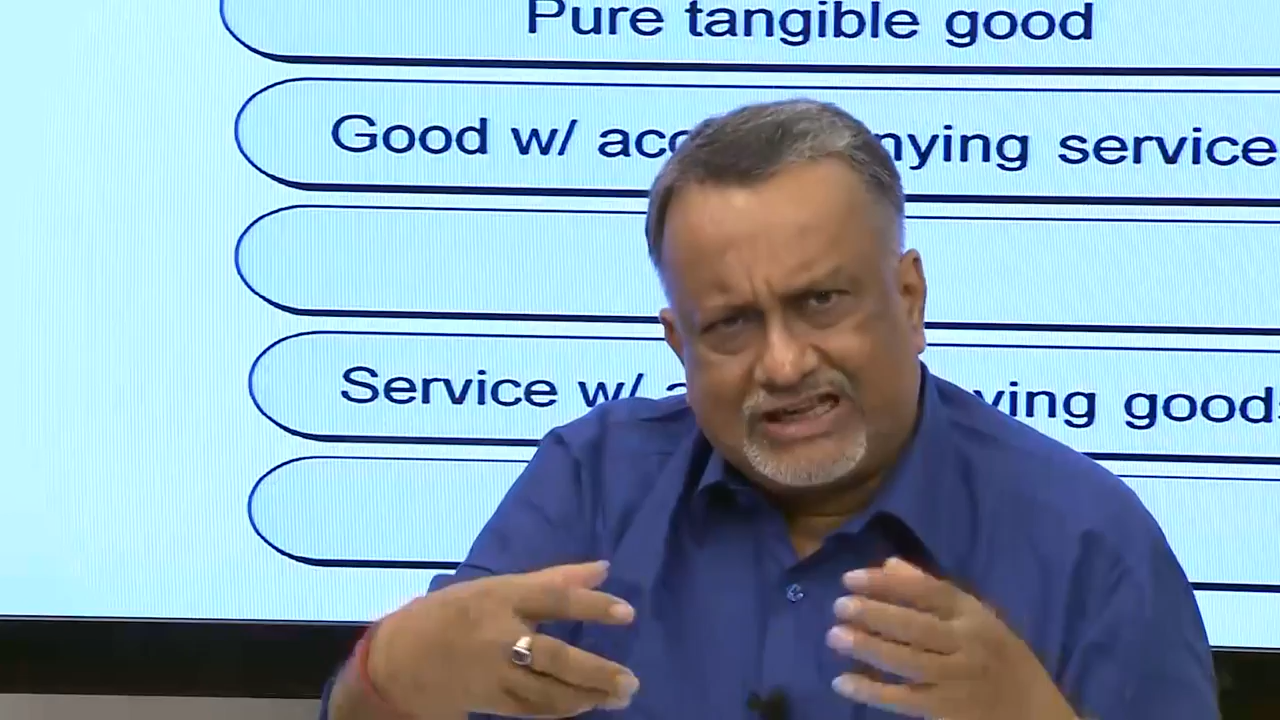 Pure tangible good
Good w/ acc nying service
Service w/ a ying good